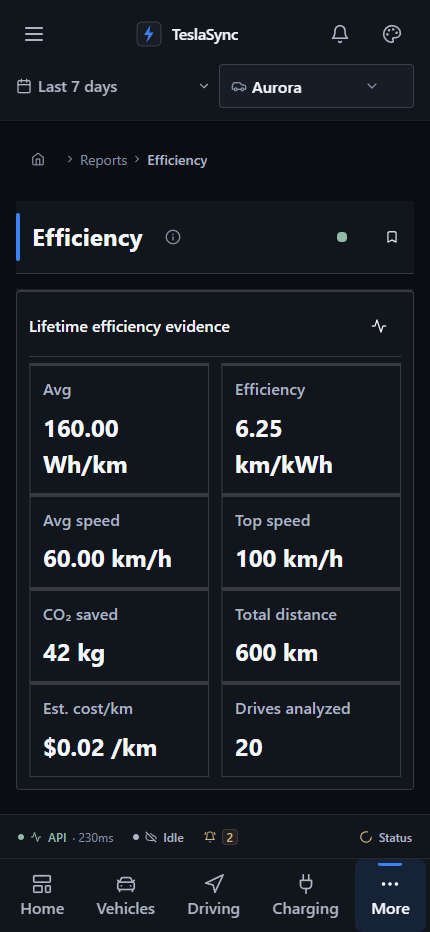 TeslaSync
Last 7 days
Aurora
Reports
Efficiency
Efficiency
Lifetime efficiency evidence
Avg
160.00
Wh/km
Efficiency
6.25
km/kWh
Avg speed
60.00 km/h
Top speed
100 km/h
CO₂ saved
42 kg
Total distance
600 km
Est. cost/km
$0.02 /km
Drives analyzed
20
API · 230ms
Idle
2
Status
Home
Vehicles
Driving
Charging
More